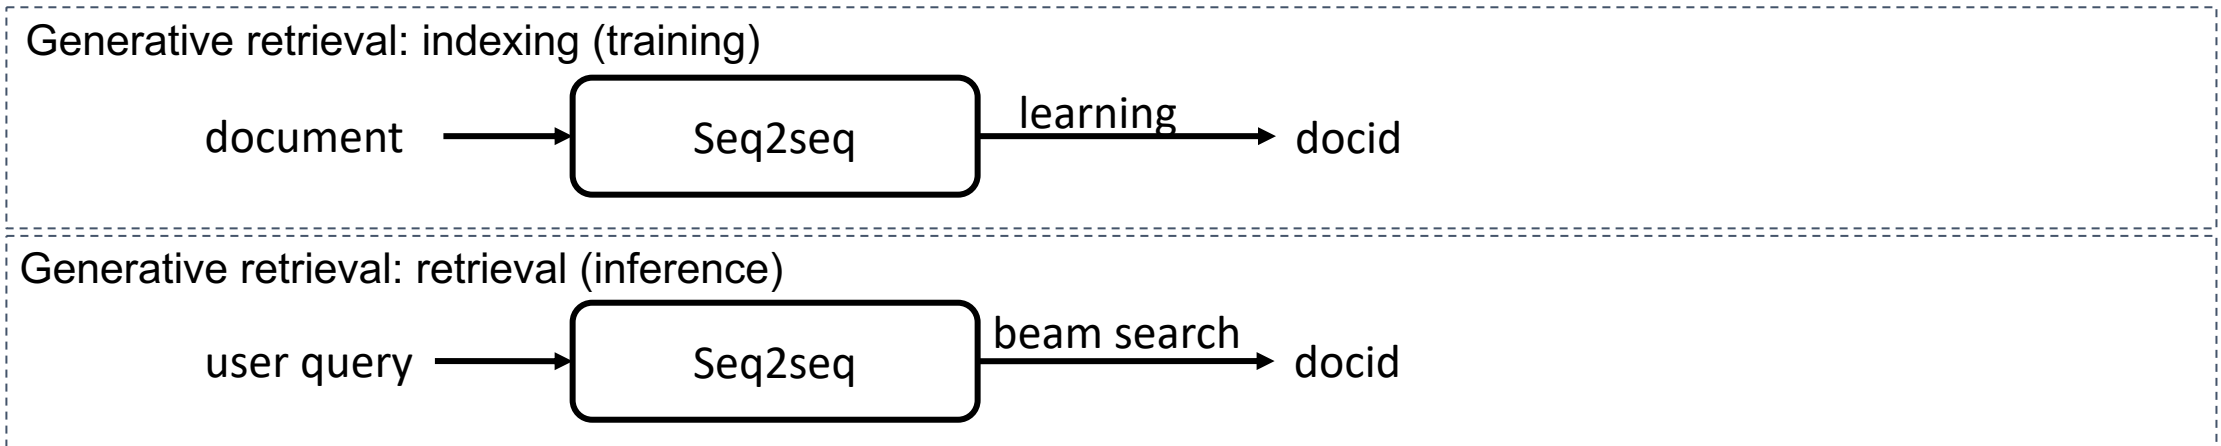 Generative retrieval: indexing (training)
learning
document
Seq2seq
docid
Generative retrieval: retrieval (inference)
beam search
user query
Seq2seq
docid